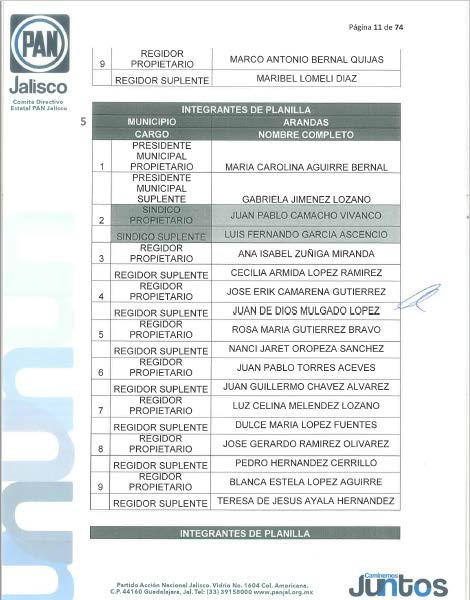 Página 11 de 74
PAN
Jalisco
Comité Directivo
Estatal PAN Jalisco
9 REGIDOR PROPIETARIO MARCO ANTONIO BERNAL QUIJAS
REGIDOR SUPLENTE MARIBEL LOMELI DIAZ
INTEGRANTES DE PLANILLA
5 MUNICIPIO ARANDAS
CARGO NOMBRE COMPLETO
1 PRESIDENTE MUNICIPAL PROPIETARIO MARIA CAROLINA AGUIRRE BERNAL
PRESIDENTE MUNICIPAL SUPLENTE GABRIELA JIMENEZ LOZANO
2 SINDICO PROPIETARIO JUAN PABLO CAMACHO VIVANCO
SINDICO SUPLENTE LUIS FERNANDO GARCIA ASCENCIO
3 REGIDOR PROPIETARIO ANA ISABEL ZUÑIGA MIRANDA
REGIDOR SUPLENTE CECILIA ARMIDA LOPEZ RAMIREZ
4 REGIDOR PROPIETARIO JOSE ERIK CAMARENA GUTIERREZ
REGIDOR SUPLENTE JUAN DE DIOS MULGADO LOPEZ
5 REGIDOR PROPIETARIO ROSA MARIA GUTIERREZ BRAVO
REGIDOR SUPLENTE NANCI JARET OROPEZA SANCHEZ
6 REGIDOR PROPIETARIO JUAN PABLO TORRES ACEVES
REGIDOR SUPLENTE JUAN GUILLERMO CHAVEZ ALVAREZ
7 REGIDOR PROPIETARIO LUZ CELINA MELENDEZ LOZANO
REGIDOR SUPLENTE DULCE MARIA LOPEZ FUENTES
8 REGIDOR PROPIETARIO JOSE GERARDO RAMIREZ OLIVAREZ
REGIDOR SUPLENTE PEDRO HERNANDEZ CERRILLO
9 REGIDOR PROPIETARIO BLANCA ESTELA LOPEZ AGUIRRE
REGIDOR SUPLENTE TERESA DE JESUS AYALA HERNANDEZ
INTEGRANTES DE PLANILLA
Partido Acción Nacional Jalisco. Vidrio No. 1604 Col. Americana.
C.P. 44160 Guadalajara, Jal. Tel: (33) 39158000 www.panjal.org.mx
Caminemos
Juntos